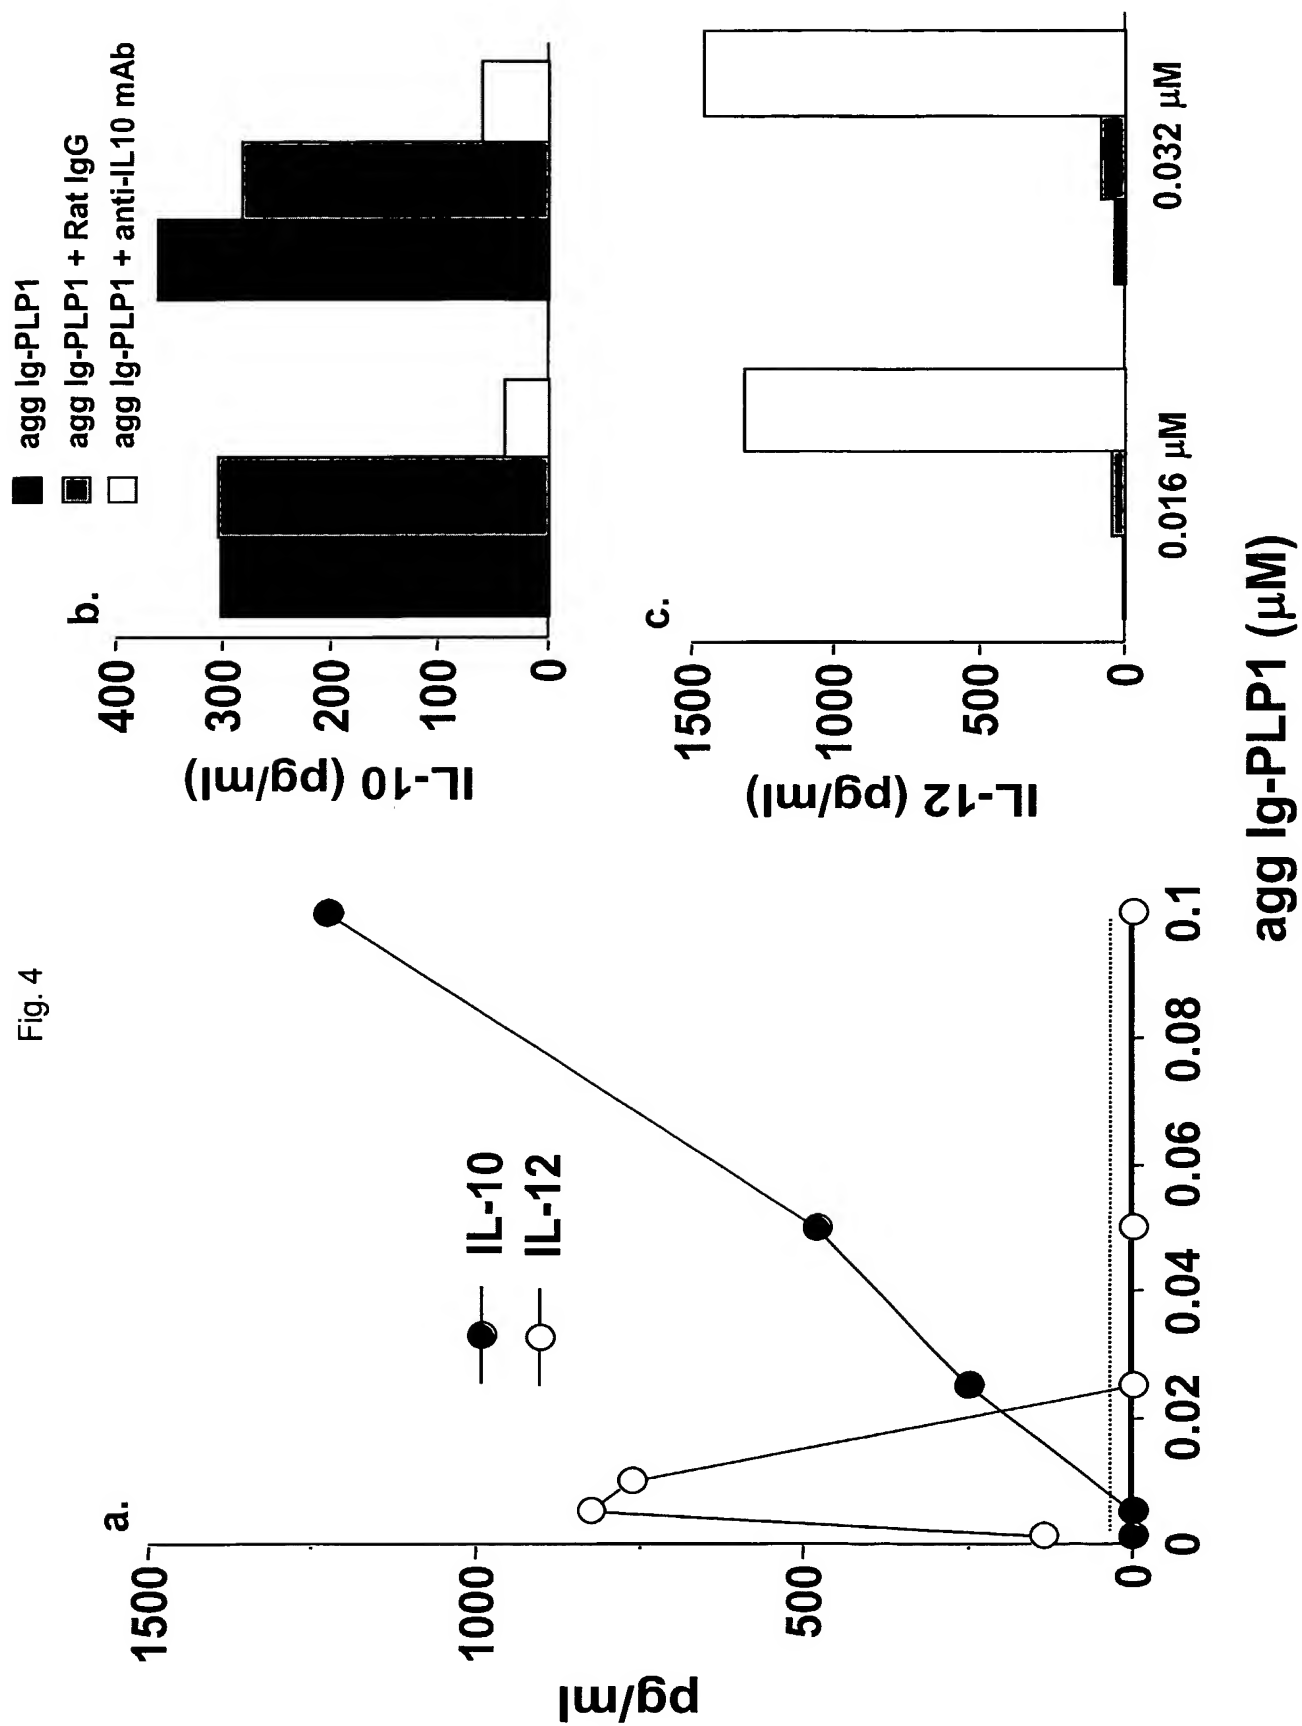 Fig. 4
a.
1500
1000
500
0
pg/ml
IL-10
IL-12
0
0.02
0.04
0.06
0.08
0.1
agg Ig-PLP1
agg Ig-PLP1 + Rat IgG
agg Ig-PLP1 + anti-IL10 mAb
b.
400
300
200
100
0
IL-10 (pg/ml)
c.
1500
1000
500
0
IL-12 (pg/ml)
0.016 µM
0.032 µM
agg Ig-PLP1 (µM)